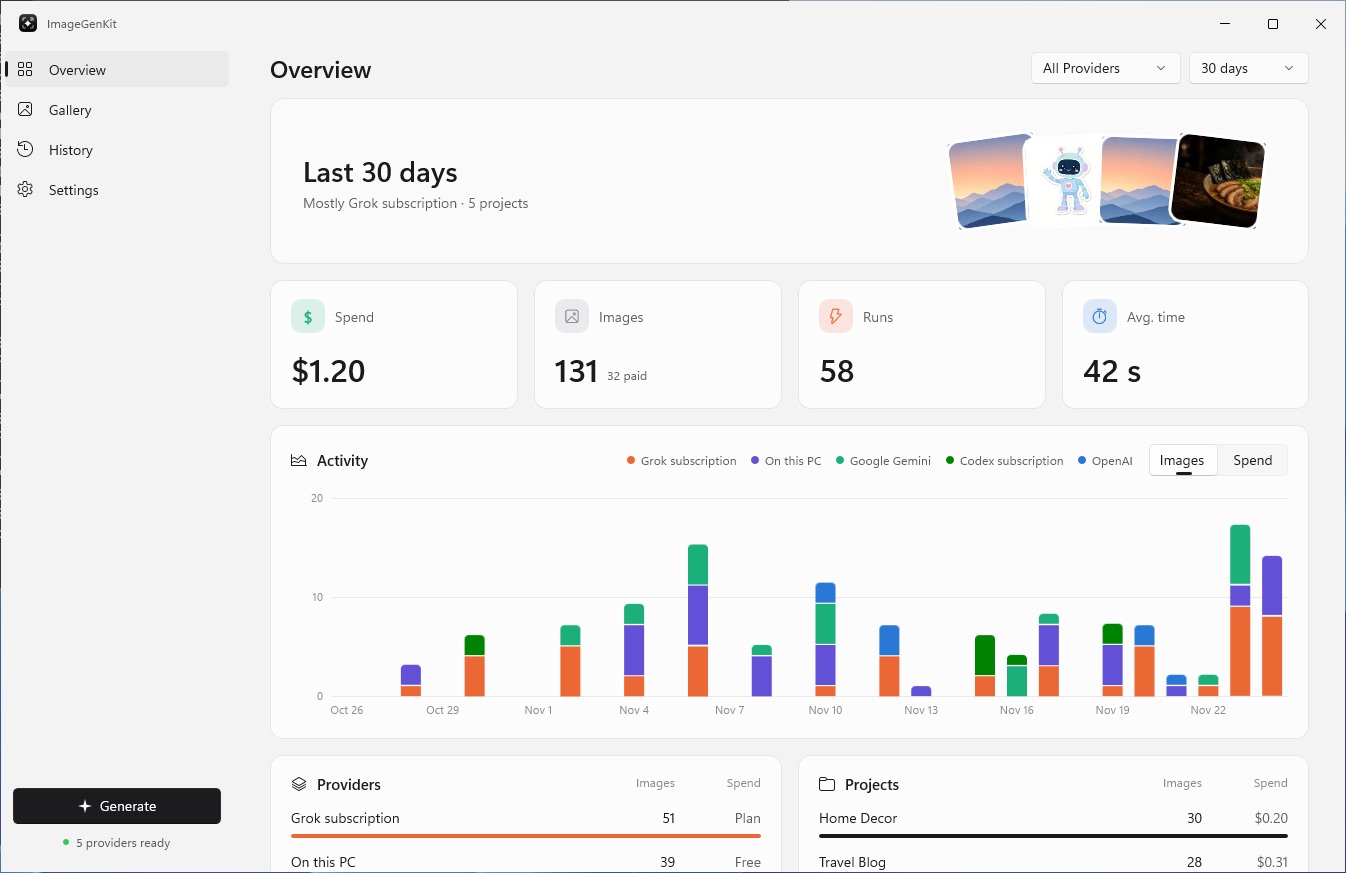 ImageGenKit
Overview
Gallery
History
Settings
Generate
5 providers ready
Overview
All Providers
30 days
Last 30 days
Mostly Grok subscription · 5 projects
$ Spend
$1.20
Images
131 32 paid
Runs
58
Avg. time
42 s
Activity
Grok subscription On this PC Google Gemini Codex subscription OpenAI
Images Spend
20
10
0
Oct 26 Oct 29 Nov 1 Nov 4 Nov 7 Nov 10 Nov 13 Nov 16 Nov 19 Nov 22
Providers Images Spend
Grok subscription 51 Plan
On this PC 39 Free
Projects Images Spend
Home Decor 30 $0.20
Travel Blog 28 $0.31